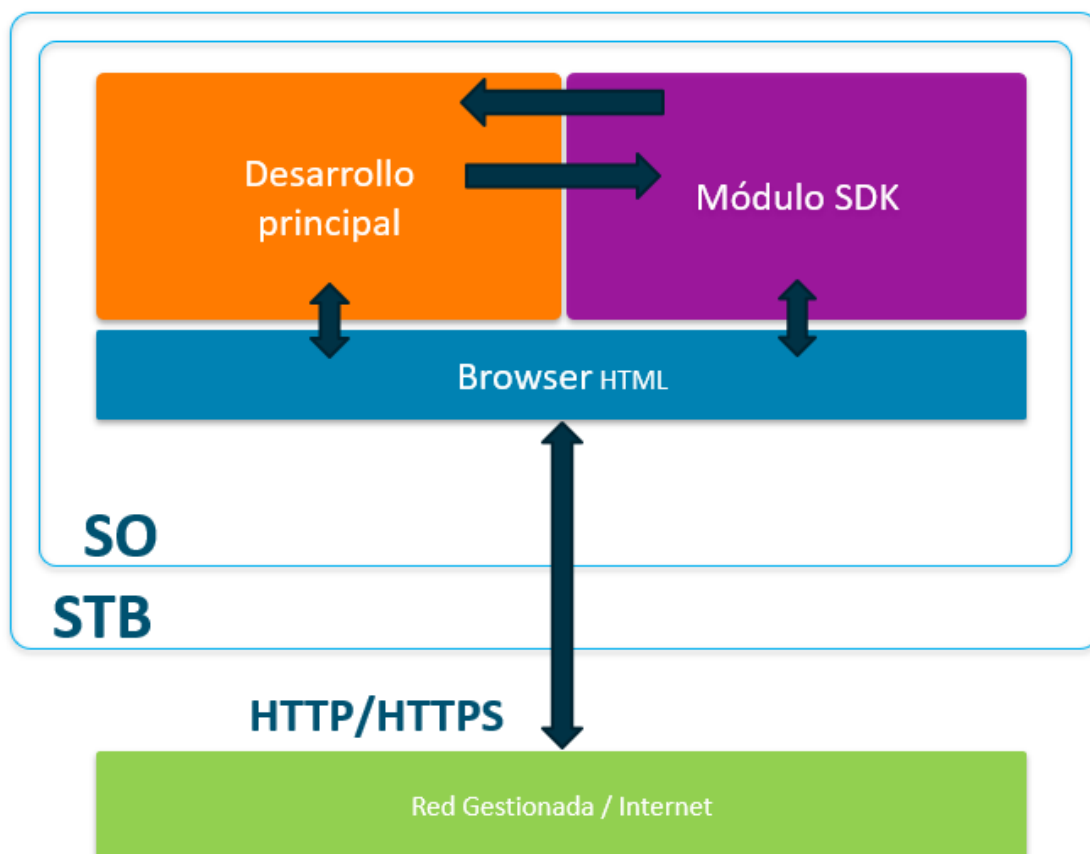 Desarrollo
principal
Módulo SDK
Browser HTML
SO
STB
HTTP/HTTPS
Red Gestionada / Internet